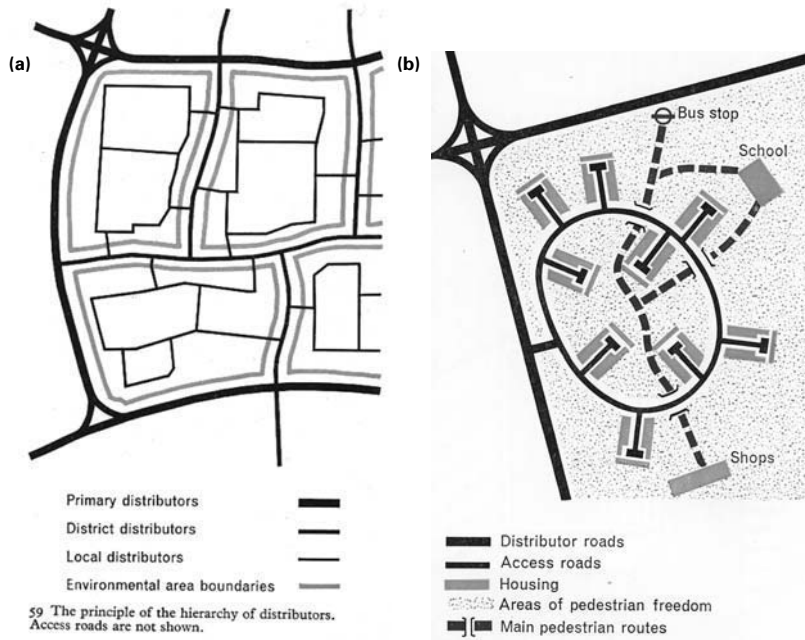 (a)
Primary distributors
District distributors
Local distributors
Environmental area boundaries
59 The principle of the hierarchy of distributors.
Access roads are not shown.
(b)
Bus stop
School
Shops
Distributor roads
Access roads
Housing
Areas of pedestrian freedom
Main pedestrian routes